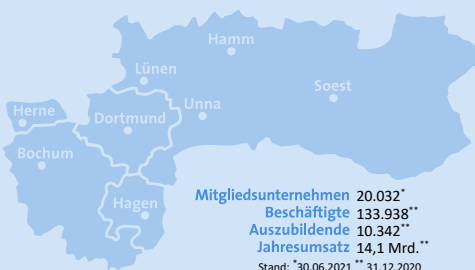 Hamm
Lünen
Soest
Unna
Herne
Dortmund
Bochum
Hagen
Mitgliedsunternehmen 20.032*
Beschäftigte 133.938**
Auszubildende 10.342**
Jahresumsatz 14,1 Mrd.**
Stand: *30.06.2021 **31.12.2020